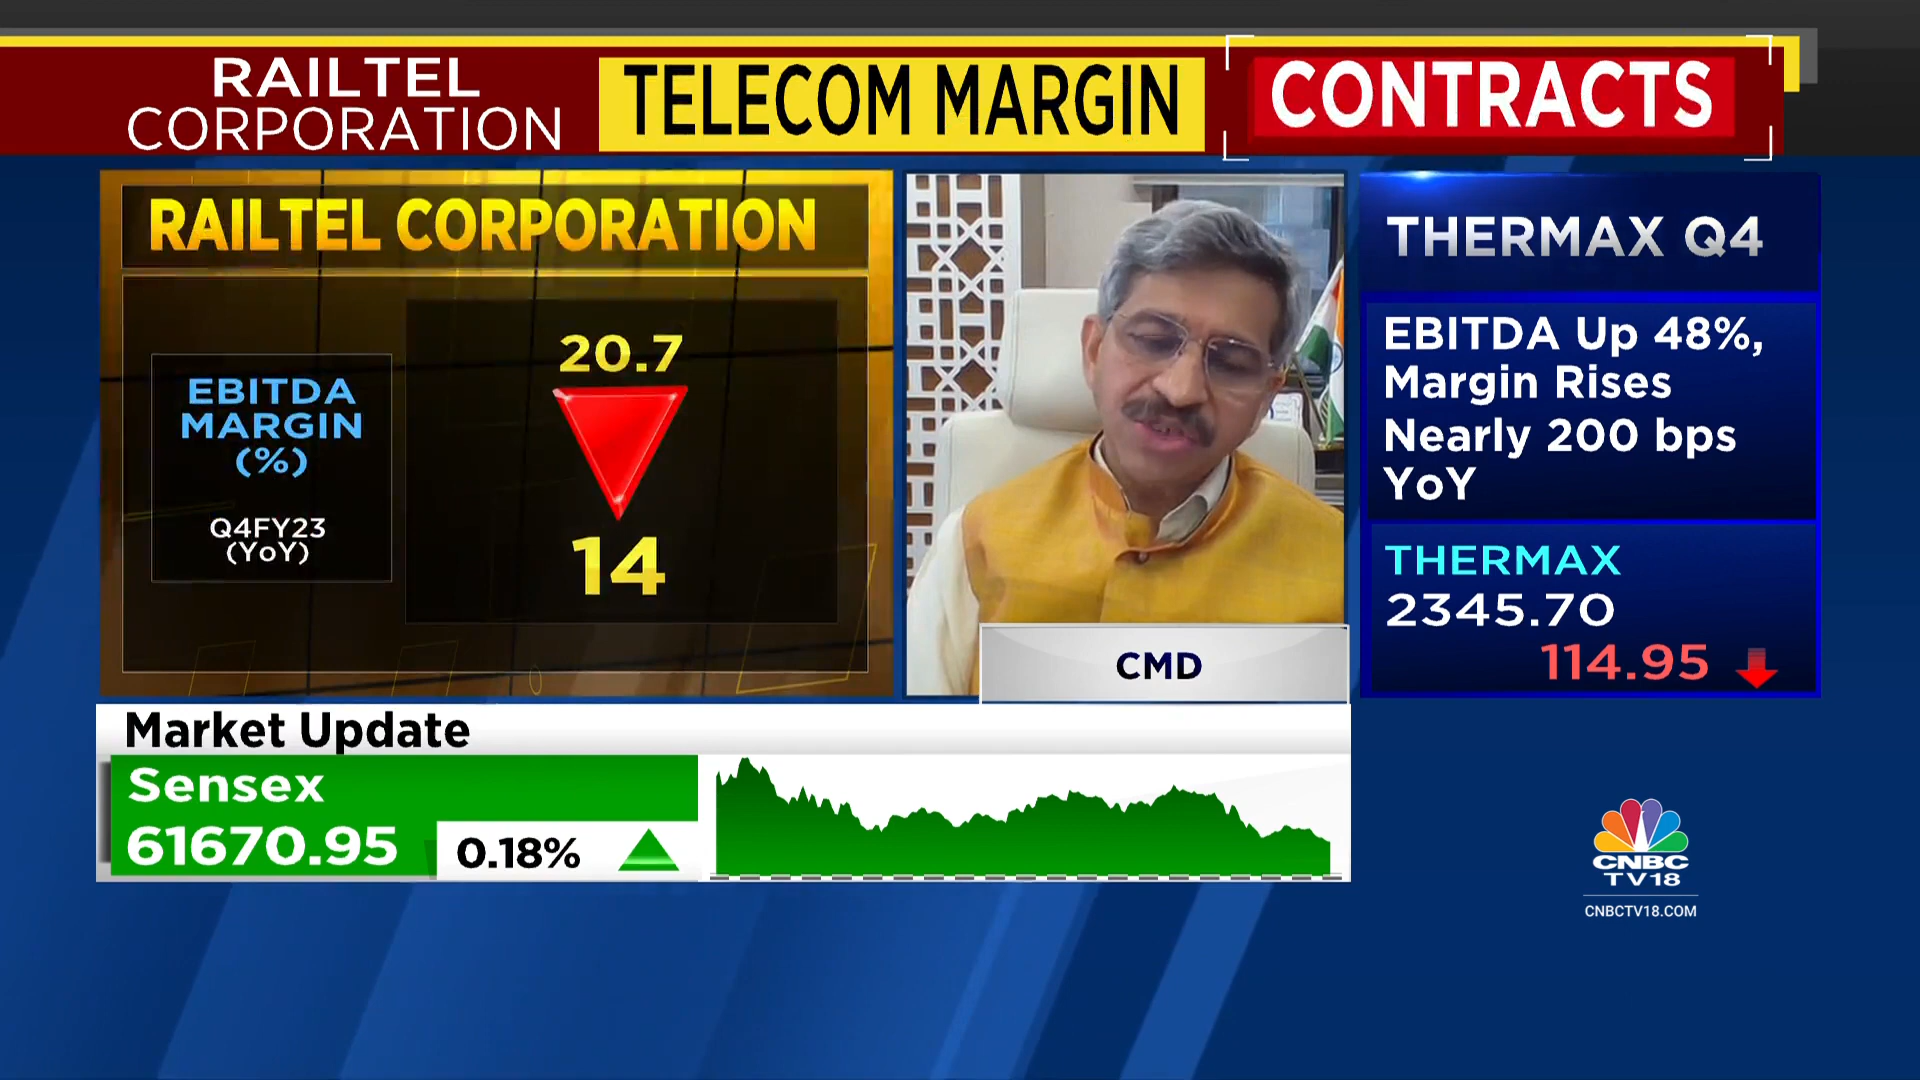 RAILTEL
CORPORATION
TELECOM MARGIN
CONTRACTS
RAILTEL CORPORATION
EBITDA
MARGIN
(%)
Q4FY23
(YoY)
20.7
14
CMD
THERMAX Q4
EBITDA Up 48%,
Margin Rises
Nearly 200 bps
YoY
THERMAX
2345.70
114.95
Market Update
Sensex
61670.95
0.18%
CNBC
TV18
CNBCTV18.COM